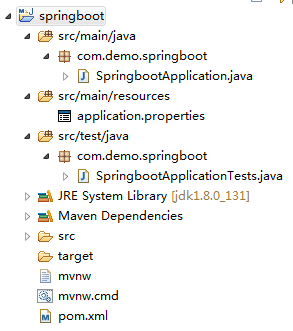 springboot
src/main/java
com.demo.springboot
SpringbootApplication.java
src/main/resources
application.properties
src/test/java
com.demo.springboot
SpringbootApplicationTests.java
JRE System Library [jdk1.8.0_131]
Maven Dependencies
src
target
mvnw
mvnw.cmd
pom.xml